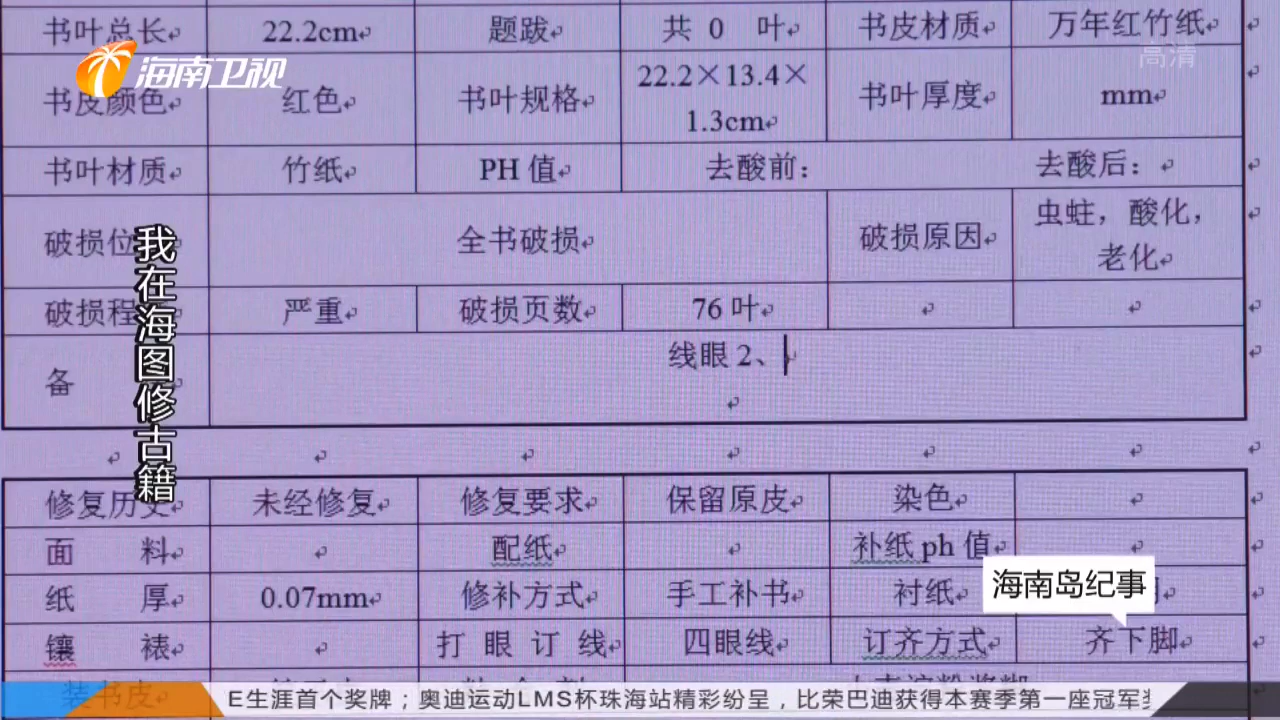 书叶总长 22.2cm 题跋 共 0 叶 书皮材质 万年红竹纸
海南卫视
高清
书皮颜色 红色 书叶规格 22.2×13.4×1.3cm 书叶厚度 mm
书叶材质 竹纸 PH 值 去酸前： 去酸后：
破损位 全书破损 破损原因 虫蛀，酸化，老化
破损程 严重 破损页数 76 叶
备 线眼 2、
我在海图修古籍
修复历史 未经修复 修复要求 保留原皮 染色
面 料 配纸 补纸 ph 值
纸 厚 0.07mm 修补方式 手工补书 衬纸
海南岛纪事
镶 裱 打 眼 订 线 四眼线 订齐方式 齐下脚
装书皮
E生涯首个奖牌；奥迪运动LMS杯珠海站精彩纷呈，比荣巴迪获得本赛季第一座冠军